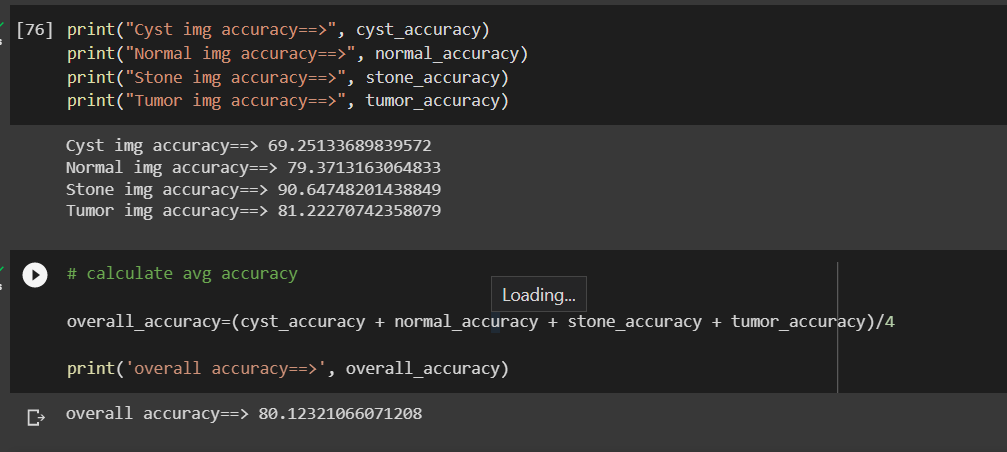 [76] print("Cyst img accuracy==>", cyst_accuracy)
print("Normal img accuracy==>", normal_accuracy)
print("Stone img accuracy==>", stone_accuracy)
print("Tumor img accuracy==>", tumor_accuracy)
Cyst img accuracy==> 69.25133689839572
Normal img accuracy==> 79.3713163064833
Stone img accuracy==> 90.64748201438849
Tumor img accuracy==> 81.22270742358079
# calculate avg accuracy
Loading...
overall_accuracy=(cyst_accuracy + normal_accuracy + stone_accuracy + tumor_accuracy)/4
print('overall accuracy==>', overall_accuracy)
overall accuracy==> 80.12321066071208